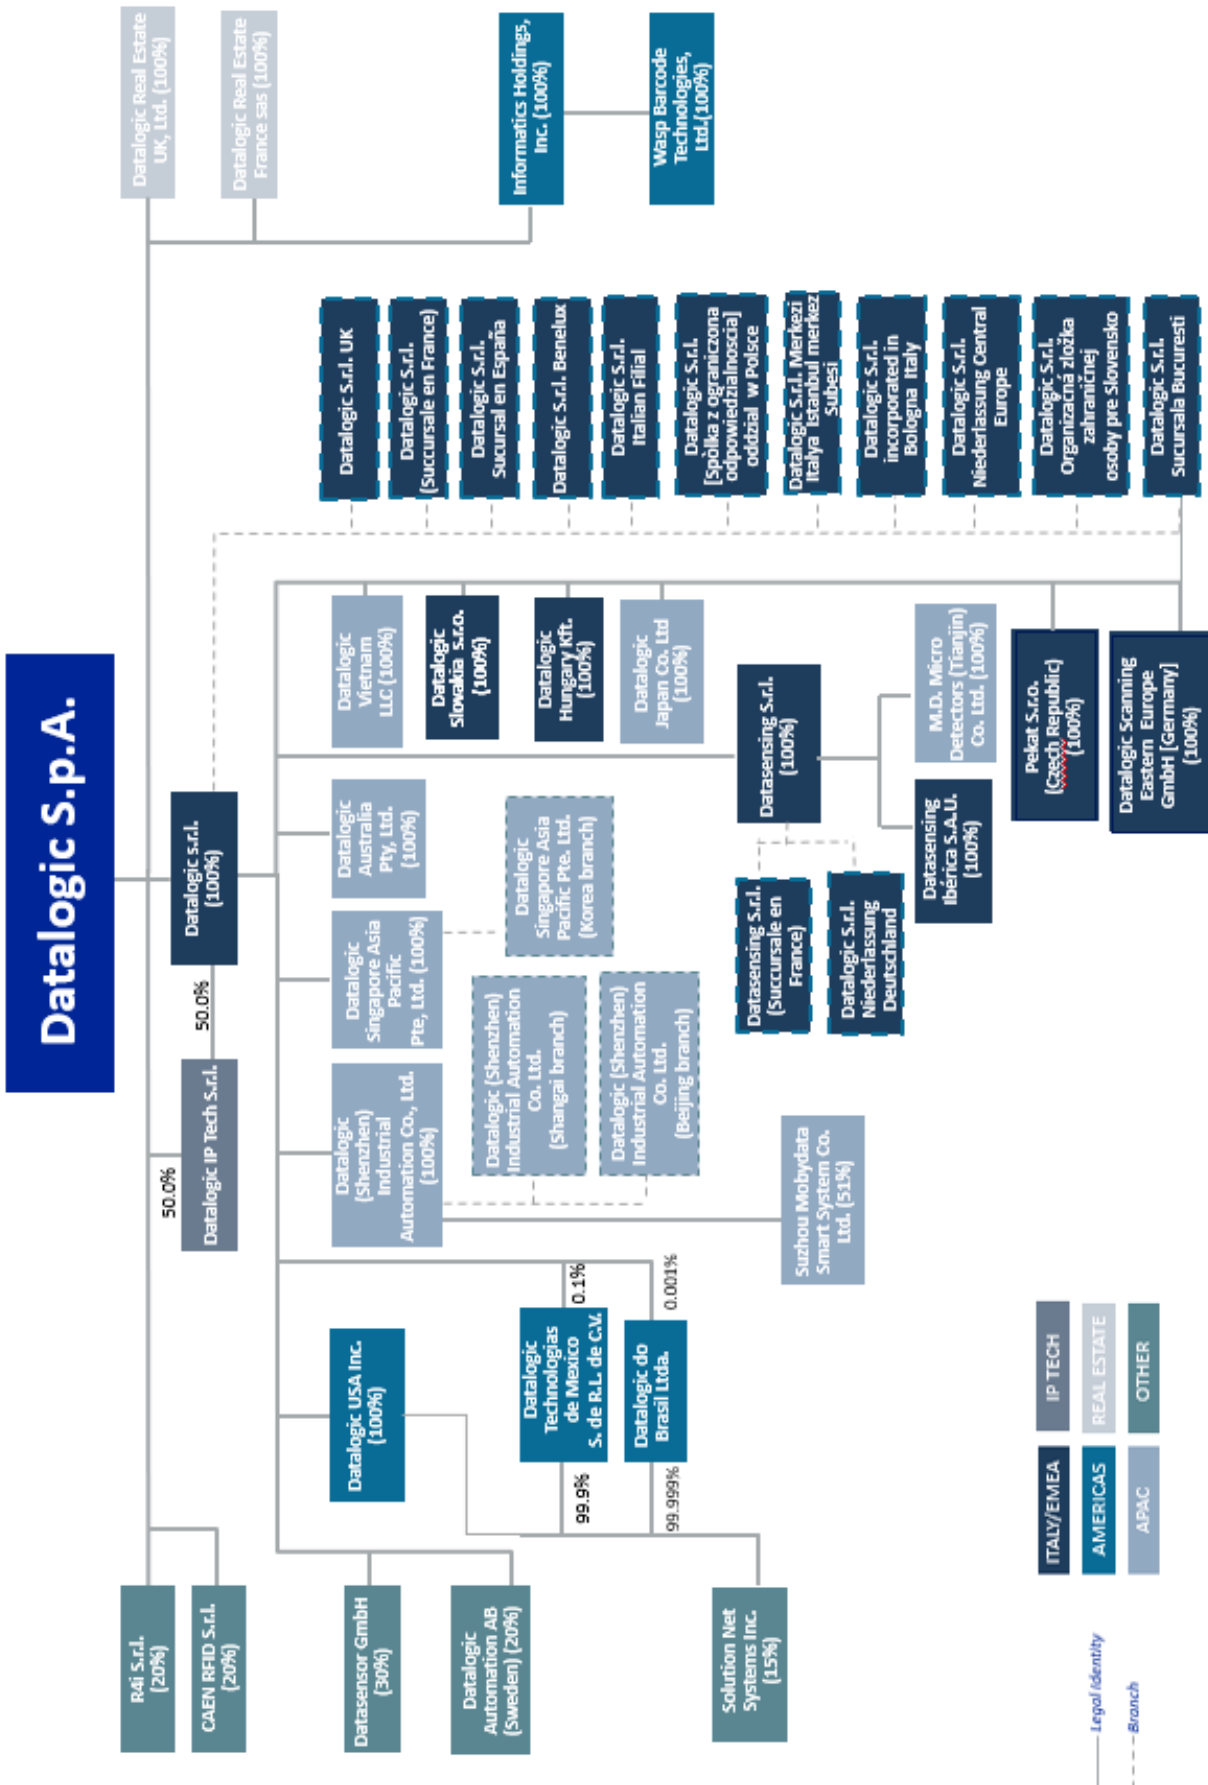 Datalogic S.p.A.
R4i S.r.l.
(20%)
CAEN RFID S.r.l.
(20%)
50.0%
Datalogic IP Tech S.r.l.
50.0%
Datalogic s.r.l.
(100%)
Datalogic Real Estate
UK, Ltd. (100%)
Datalogic Real Estate
France sas (100%)
Datasensor GmbH
(30%)
Datalogic
Automation AB
(Sweden) (20%)
Solution Net
Systems Inc.
(15%)
Datalogic USA Inc.
(100%)
99.9%
Datalogic
Technologias
de Mexico
S. de R.L. de C.V.
0.1%
99.999%
Datalogic do
Brasil Ltda.
0.001%
Datalogic
(Shenzhen)
Industrial
Automation Co., Ltd.
(100%)
Datalogic (Shenzhen)
Industrial Automation
Co. Ltd.
(Shangai branch)
Datalogic (Shenzhen)
Industrial Automation
Co. Ltd.
(Beijing branch)
Suzhou Mobydata
Smart System Co.
Ltd. (51%)
Datalogic
Singapore Asia
Pacific
Pte, Ltd. (100%)
Datalogic
Singapore Asia
Pacific Pte. Ltd.
(Korea branch)
Datalogic
Australia
Pty, Ltd.
(100%)
Datalogic
Vietnam
LLC (100%)
Datalogic
Slovakia s.r.o.
(100%)
Datalogic
Hungary Kft.
(100%)
Datalogic
Japan Co. Ltd
(100%)
Datasensing S.r.l.
(100%)
Datasensing S.r.l.
(Succursale en
France)
Datalogic S.r.l.
Niederlassung
Deutschland
Datasensing
Ibérica S.A.U.
(100%)
M.D. Micro
Detectors (Tianjin)
Co. Ltd. (100%)
Pekat S.r.o.
(Czech Republic)
(100%)
Datalogic Scanning
Eastern Europe
GmbH [Germany]
(100%)
Datalogic S.r.l. UK
Datalogic S.r.l.
(Succursale en France)
Datalogic S.r.l.
Sucursal en España
Datalogic S.r.l. Benelux
Datalogic S.r.l.
Italian Filial
Datalogic S.r.l.
[Spòlka z ograniczona
odpowiedzialnoscia]
oddzial w Polsce
Datalogic S.r.l. Merkezi
Italya Istanbul merkez
Subesi
Datalogic S.r.l.
incorporated in
Bologna Italy
Datalogic S.r.l.
Niederlassung Central
Europe
Datalogic S.r.l.
Organizačná zložka
zahranicnej
osoby pre Slovensko
Datalogic S.r.l.
Sucursala Bucuresti
Informatics Holdings,
Inc. (100%)
Wasp Barcode
Technologies,
Ltd.(100%)
Legal Identity
Branch
ITALY/EMEA
IP TECH
AMERICAS
REAL ESTATE
APAC
OTHER